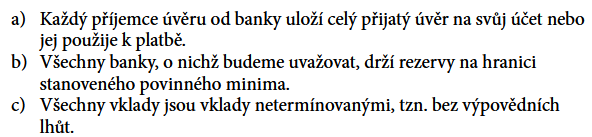 a) Každý příjemce úvěru od banky uloží celý přijatý úvěr na svůj účet nebo
jej použije k platbě.
b) Všechny banky, o nichž budeme uvažovat, drží rezervy na hranici
stanoveného povinného minima.
c) Všechny vklady jsou vklady netermínovanými, tzn. bez výpovědních
lhůt.